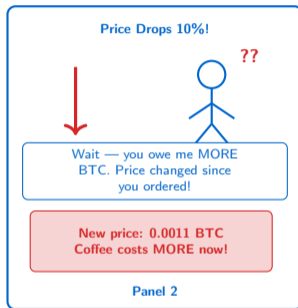 Price Drops 10%!
??
Wait — you owe me MORE
BTC. Price changed since
you ordered!
New price: 0.0011 BTC
Coffee costs MORE now!
Panel 2